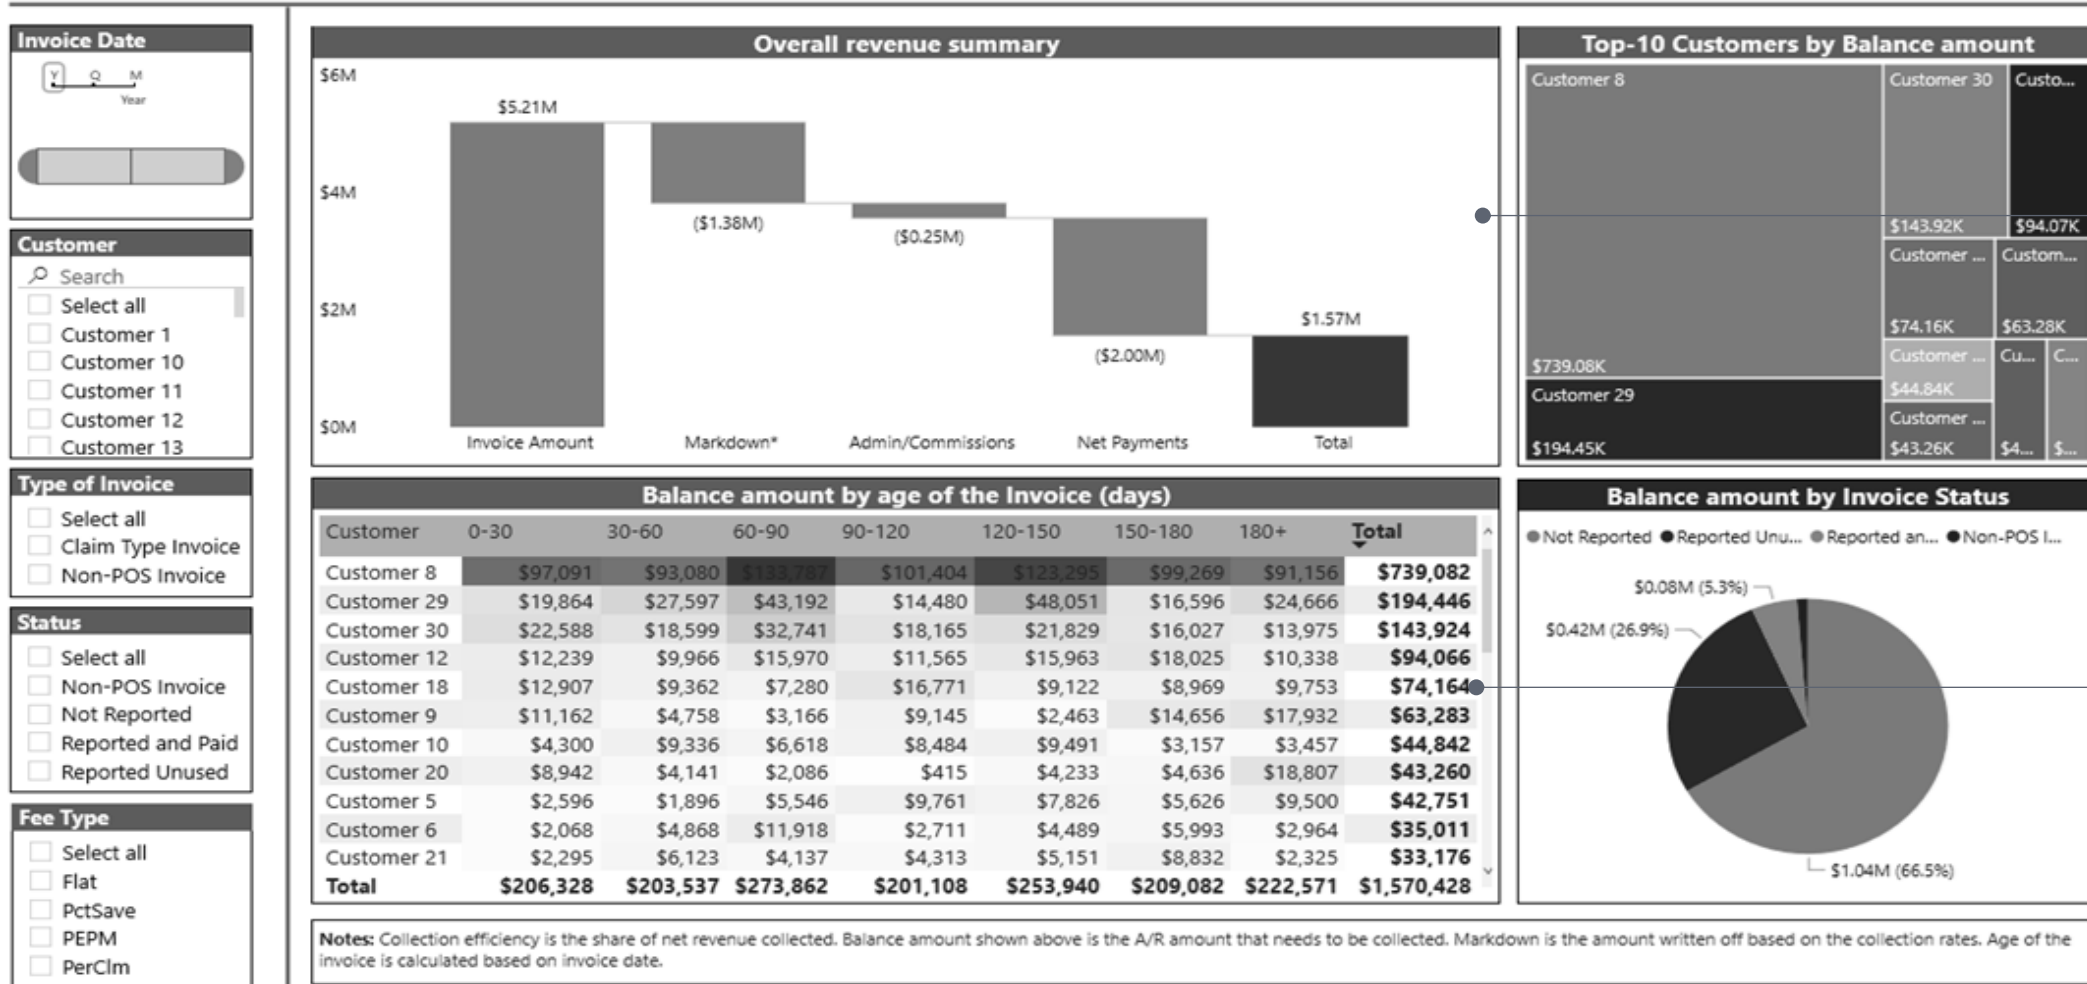 Invoice Date
Y Q M
Year
Customer
Search
Select all
Customer 1
Customer 10
Customer 11
Customer 12
Customer 13
Type of Invoice
Select all
Claim Type Invoice
Non-POS Invoice
Status
Select all
Non-POS Invoice
Not Reported
Reported and Paid
Reported Unused
Fee Type
Select all
Flat
PctSave
PEPM
PerClm
Overall revenue summary
$6M
$4M
$2M
$0M
$5.21M
($1.38M)
($0.25M)
($2.00M)
$1.57M
Invoice Amount Markdown* Admin/Commissions Net Payments Total
Top-10 Customers by Balance amount
Customer 8
$739.08K
Customer 29
$194.45K
Customer 30
$143.92K
Custo...
$94.07K
Customer ...
$74.16K
Custom...
$63.28K
Customer ...
$44.84K
Customer ...
$43.26K
Cu...
$4...
C...
$...
Balance amount by age of the Invoice (days)
Customer 0-30 30-60 60-90 90-120 120-150 150-180 180+ Total
Customer 8 $97,091 $93,080 $133,787 $101,404 $123,295 $99,269 $91,156 $739,082
Customer 29 $19,864 $27,597 $43,192 $14,480 $48,051 $16,596 $24,666 $194,446
Customer 30 $22,588 $18,599 $32,741 $18,165 $21,829 $16,027 $13,975 $143,924
Customer 12 $12,239 $9,966 $15,970 $11,565 $15,963 $18,025 $10,338 $94,066
Customer 18 $12,907 $9,362 $7,280 $16,771 $9,122 $8,969 $9,753 $74,164
Customer 9 $11,162 $4,758 $3,166 $9,145 $2,463 $14,656 $17,932 $63,283
Customer 10 $4,300 $9,336 $6,618 $8,484 $9,491 $3,157 $3,457 $44,842
Customer 20 $8,942 $4,141 $2,086 $415 $4,233 $4,636 $18,807 $43,260
Customer 5 $2,596 $1,896 $5,546 $9,761 $7,826 $5,626 $9,500 $42,751
Customer 6 $2,068 $4,868 $11,918 $2,711 $4,489 $5,993 $2,964 $35,011
Customer 21 $2,295 $6,123 $4,137 $4,313 $5,151 $8,832 $2,325 $33,176
Total $206,328 $203,537 $273,862 $201,108 $253,940 $209,082 $222,571 $1,570,428
Balance amount by Invoice Status
Not Reported Reported Unu... Reported an... Non-POS I...
$0.08M (5.3%)
$0.42M (26.9%)
$1.04M (66.5%)
Notes: Collection efficiency is the share of net revenue collected. Balance amount shown above is the A/R amount that needs to be collected. Markdown is the amount written off based on the collection rates. Age of the
invoice is calculated based on invoice date.